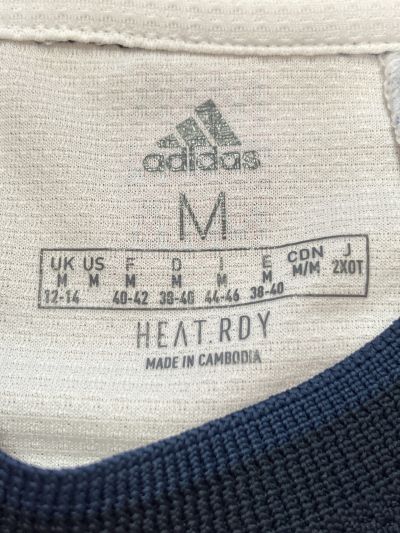 adidas
M
UK US F D I E CON J
M M M M M M M/M 2XOT
12-14 40-42 38-40 44-46 38-40
HEAT.RDY
MADE IN CAMBODIA